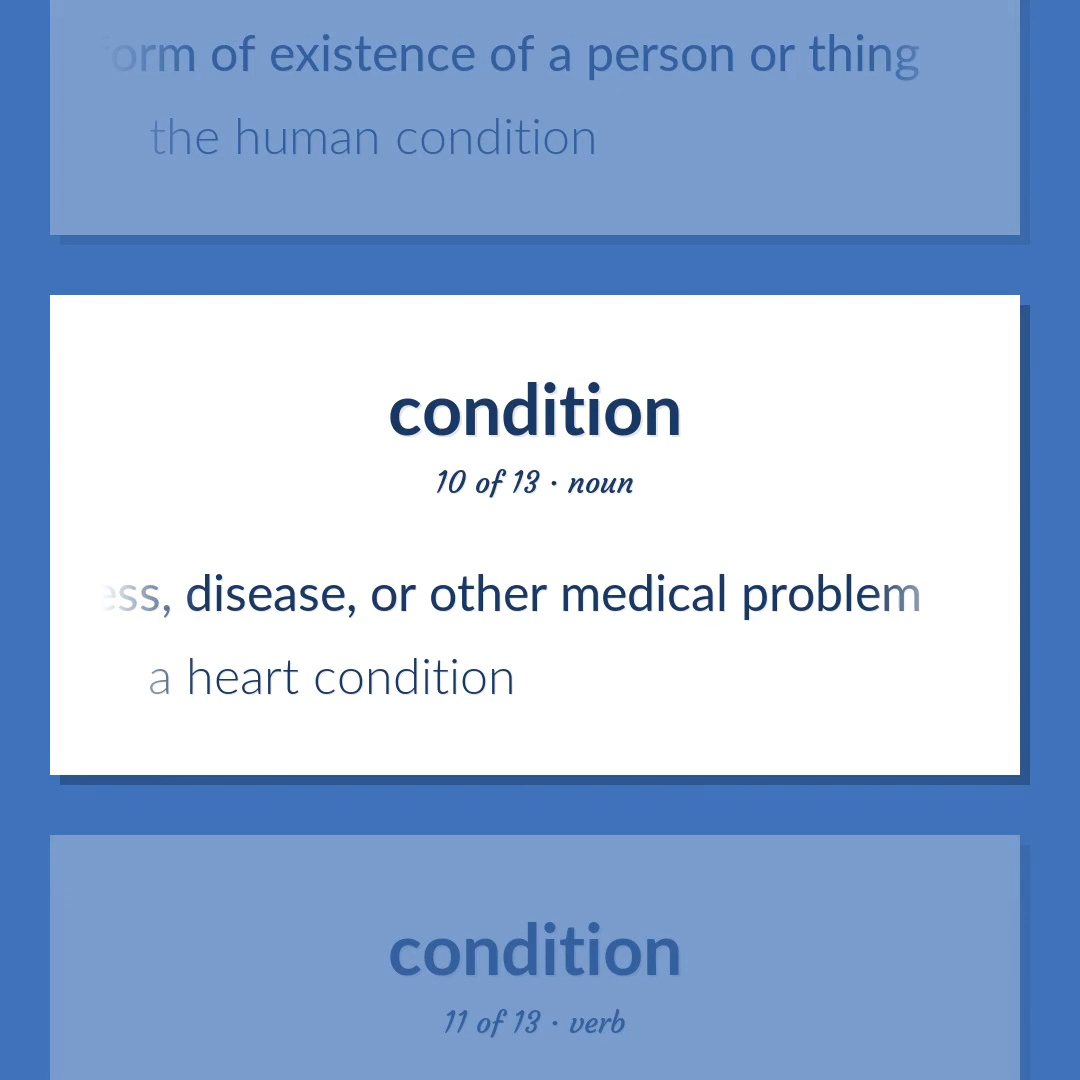 form of existence of a person or thing
the human condition
condition
10 of 13 · noun
disease, or other medical problem
a heart condition
condition
11 of 13 · verb